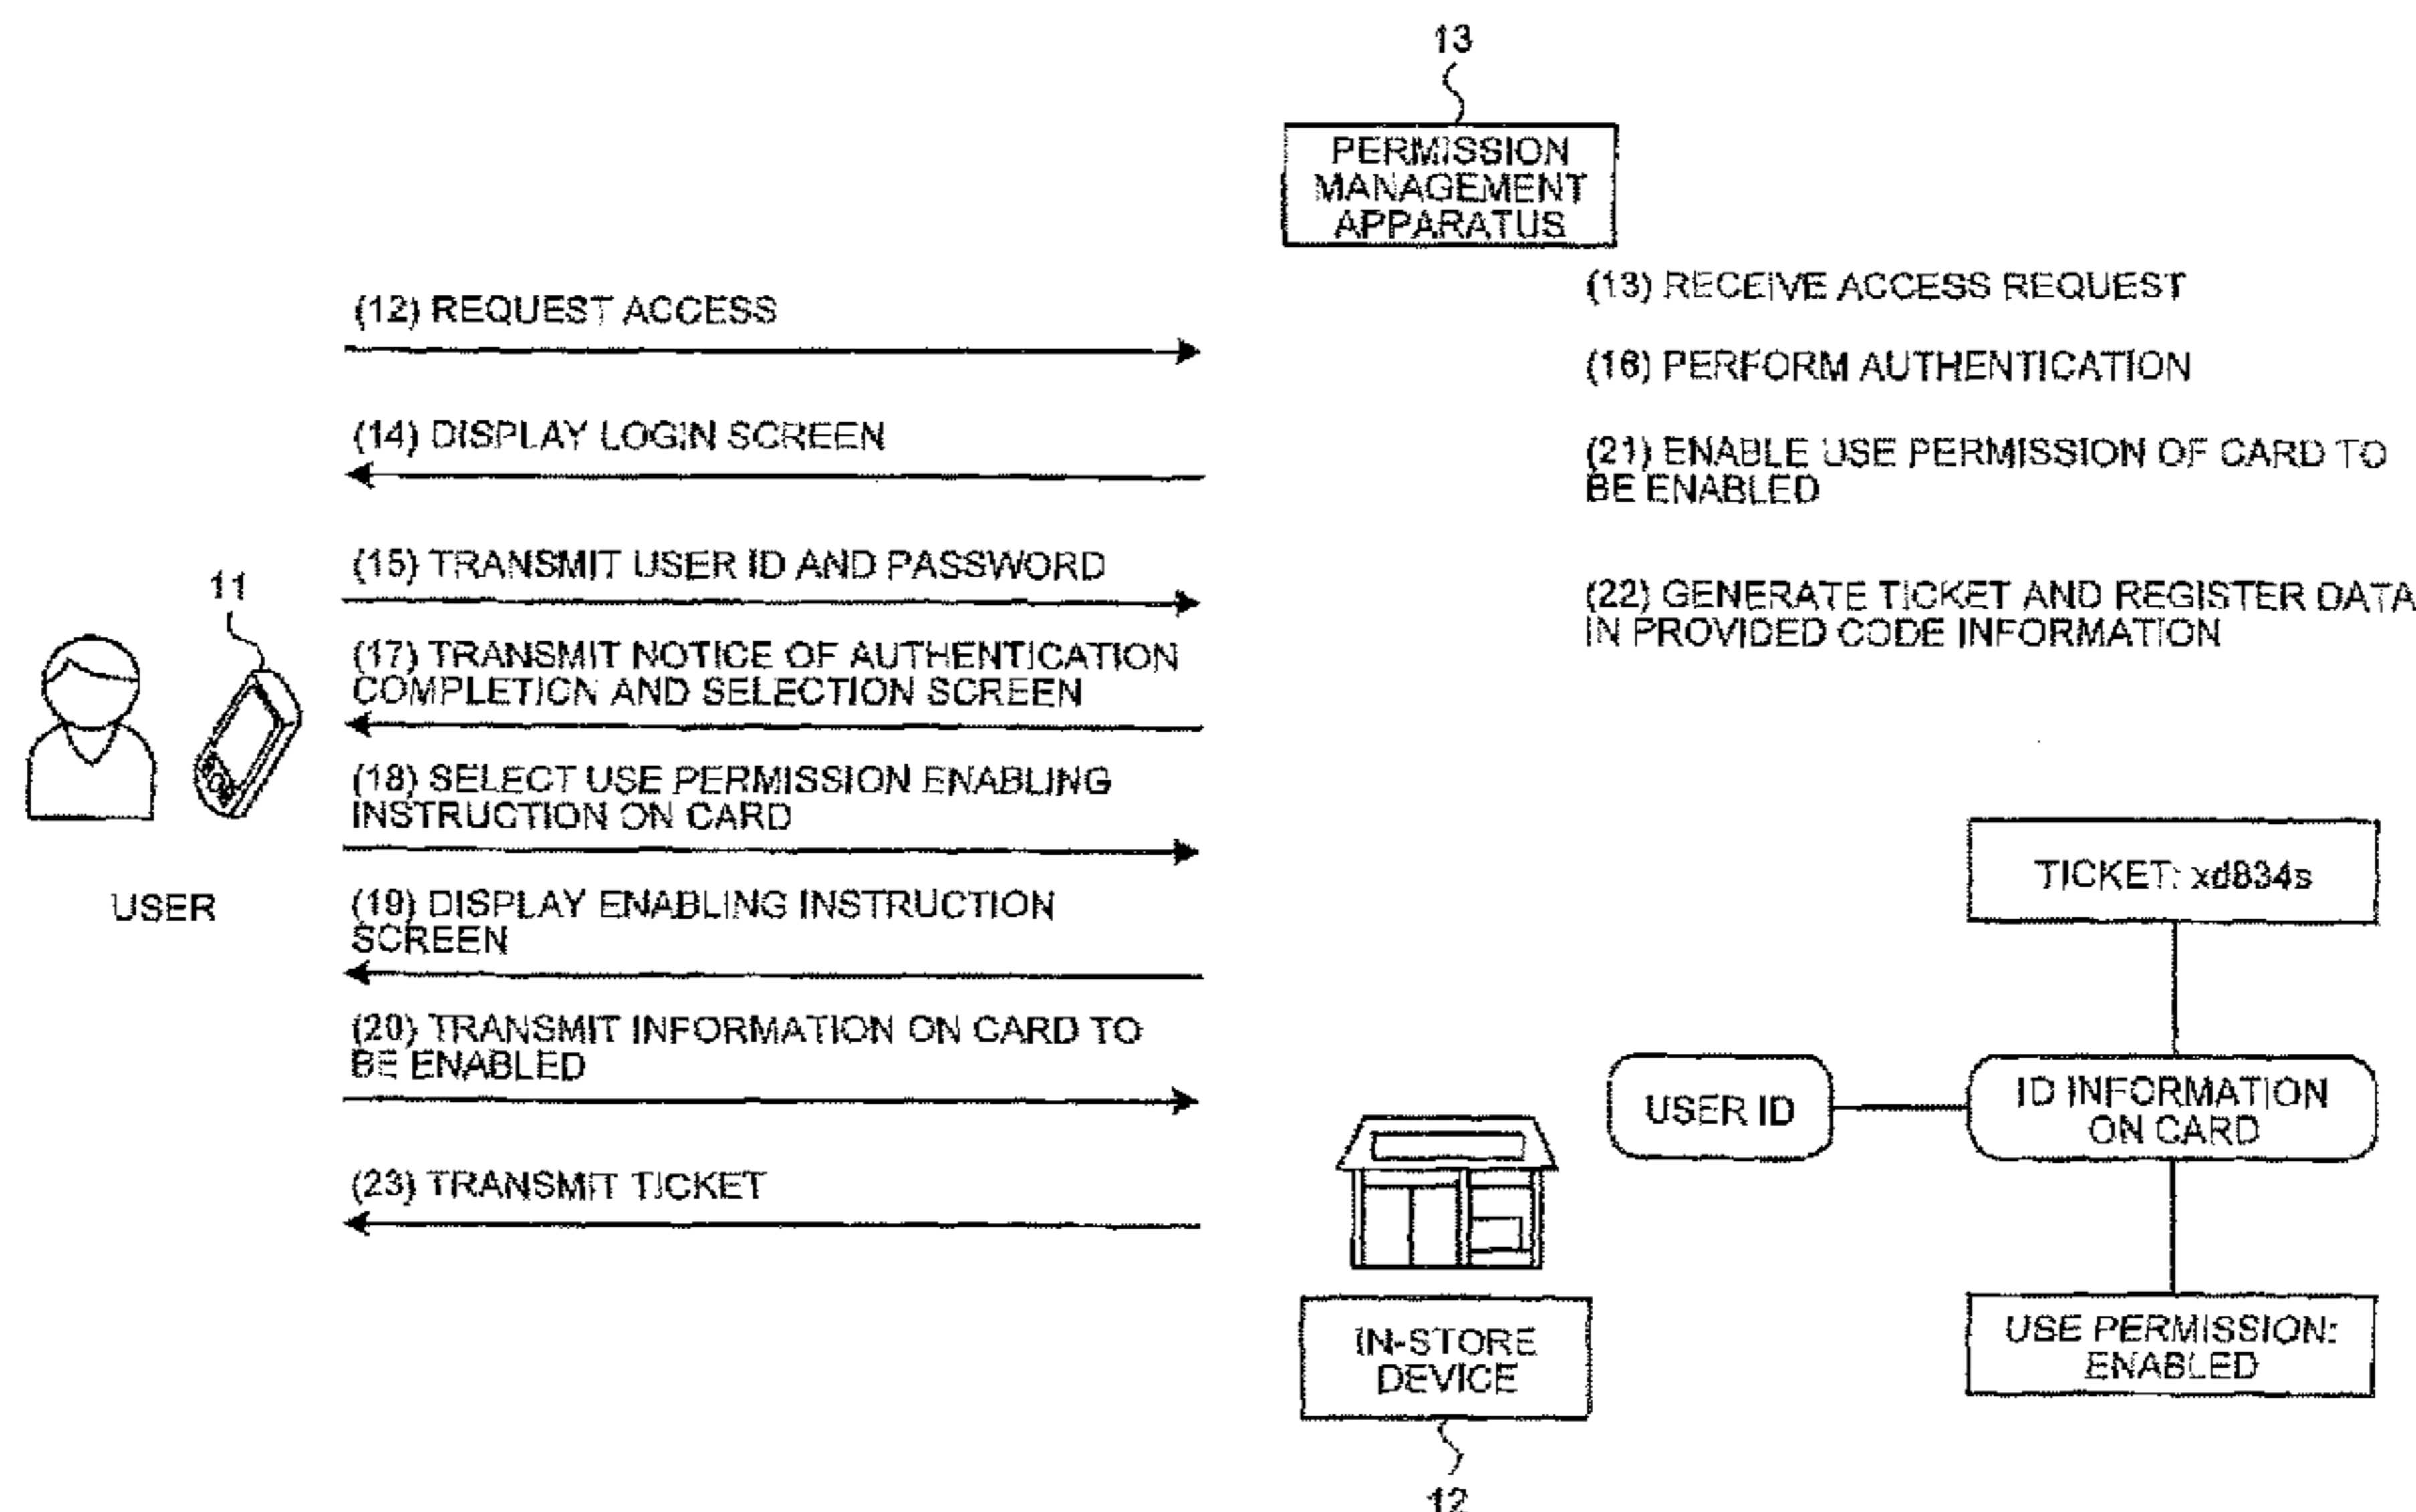 13
PERMISSION
MANAGEMENT
APPARATUS
(12) REQUEST ACCESS
(14) DISPLAY LOGIN SCREEN
(15) TRANSMIT USER ID AND PASSWORD
(17) TRANSMIT NOTICE OF AUTHENTICATION
COMPLETION AND SELECTION SCREEN
(18) SELECT USE PERMISSION ENABLING
INSTRUCTION ON CARD
(19) DISPLAY ENABLING INSTRUCTION
SCREEN
(20) TRANSMIT INFORMATION ON CARD TO
BE ENABLED
(23) TRANSMIT TICKET
11
USER
(13) RECEIVE ACCESS REQUEST
(16) PERFORM AUTHENTICATION
(21) ENABLE USE PERMISSION OF CARD TO
BE ENABLED
(22) GENERATE TICKET AND REGISTER DATA
IN PROVIDED CODE INFORMATION
TICKET: xd834s
USER ID
ID INFORMATION
ON CARD
USE PERMISSION:
ENABLED
IN-STORE
DEVICE
12